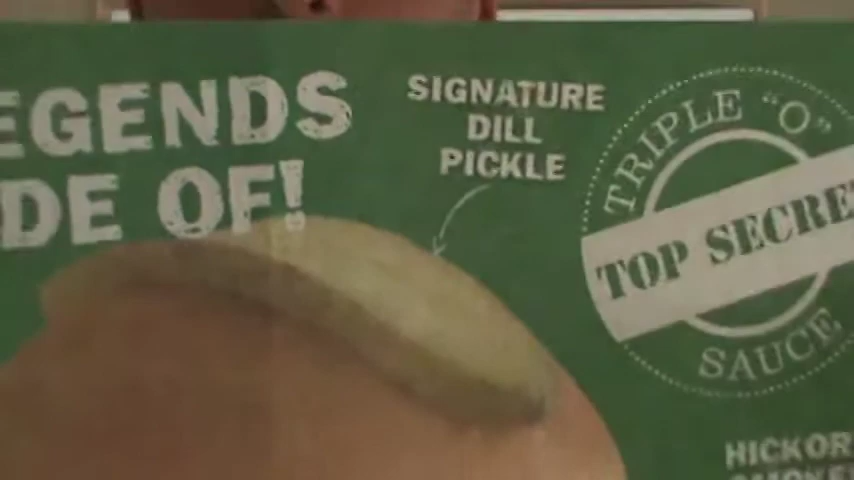 EGENDS
DE OF!
SIGNATURE
DILL
PICKLE
TRIPLE "O"
TOP SECRE
SAUCE
HICKOR